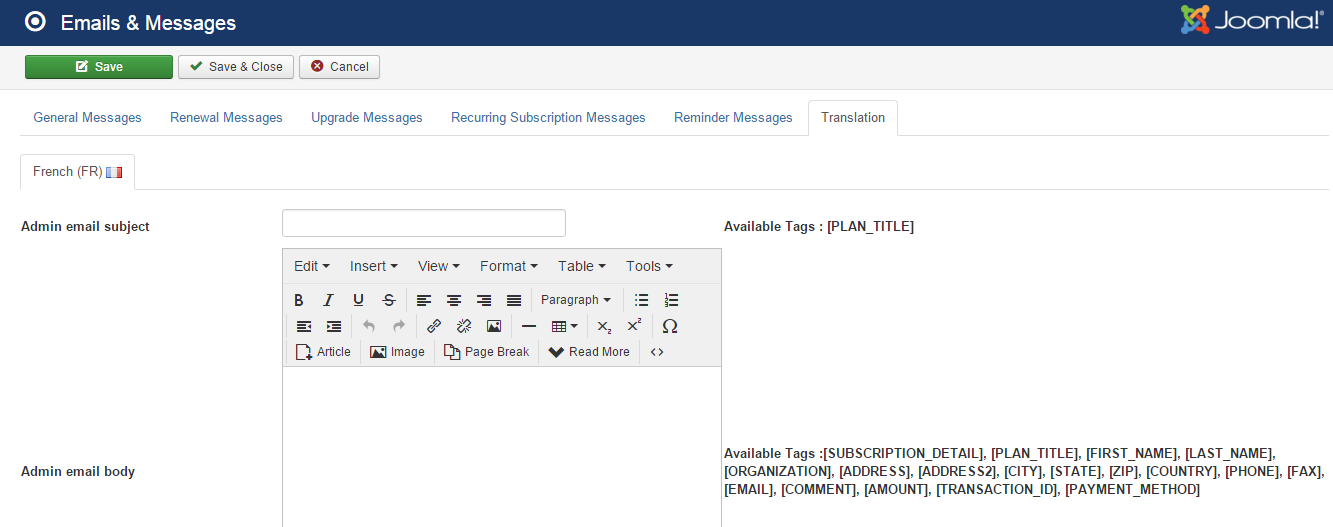 Emails & Messages
Joomla!®
Save
Save & Close
Cancel
General Messages
Renewal Messages
Upgrade Messages
Recurring Subscription Messages
Reminder Messages
Translation
French (FR)
Admin email subject
Available Tags : [PLAN_TITLE]
Edit Insert View Format Table Tools
B I U S Paragraph
X₂ X² Ω
Article Image Page Break Read More <>
Admin email body
Available Tags :[SUBSCRIPTION_DETAIL], [PLAN_TITLE], [FIRST_NAME], [LAST_NAME],
[ORGANIZATION], [ADDRESS], [ADDRESS2], [CITY], [STATE], [ZIP], [COUNTRY], [PHONE], [FAX],
[EMAIL], [COMMENT], [AMOUNT], [TRANSACTION_ID], [PAYMENT_METHOD]